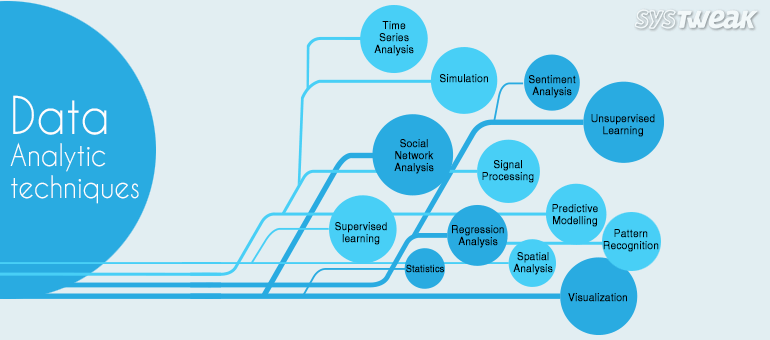 SYSTWEAK
Data
Analytic
techniques
Time
Series
Analysis
Simulation
Sentiment
Analysis
Unsupervised
Learning
Social
Network
Analysis
Signal
Processing
Supervised
learning
Predictive
Modelling
Regression
Analysis
Pattern
Recognition
Spatial
Analysis
Statistics
Visualization